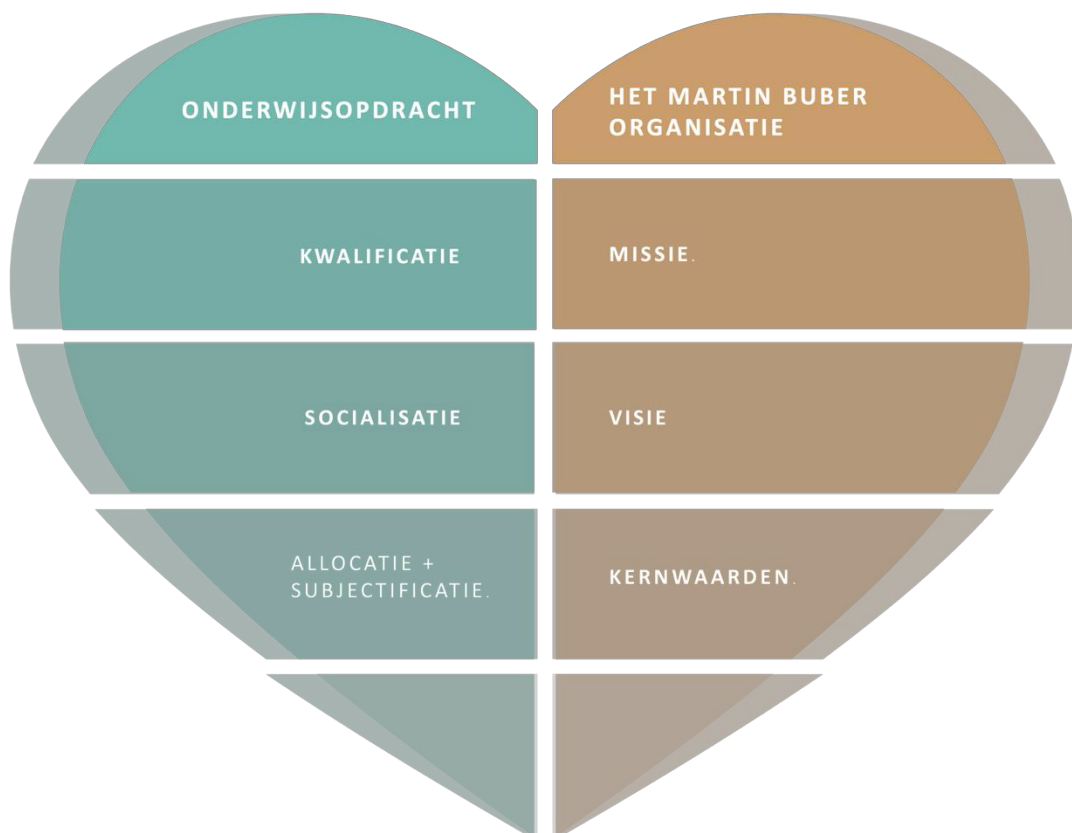 ONDERWIJSOPDRACHT
HET MARTIN BUBER
ORGANISATIE
KWALIFICATIE
MISSIE.
SOCIALISATIE
VISIE
ALLOCATIE +
SUBJECTIFICATIE.
KERNWAARDEN.